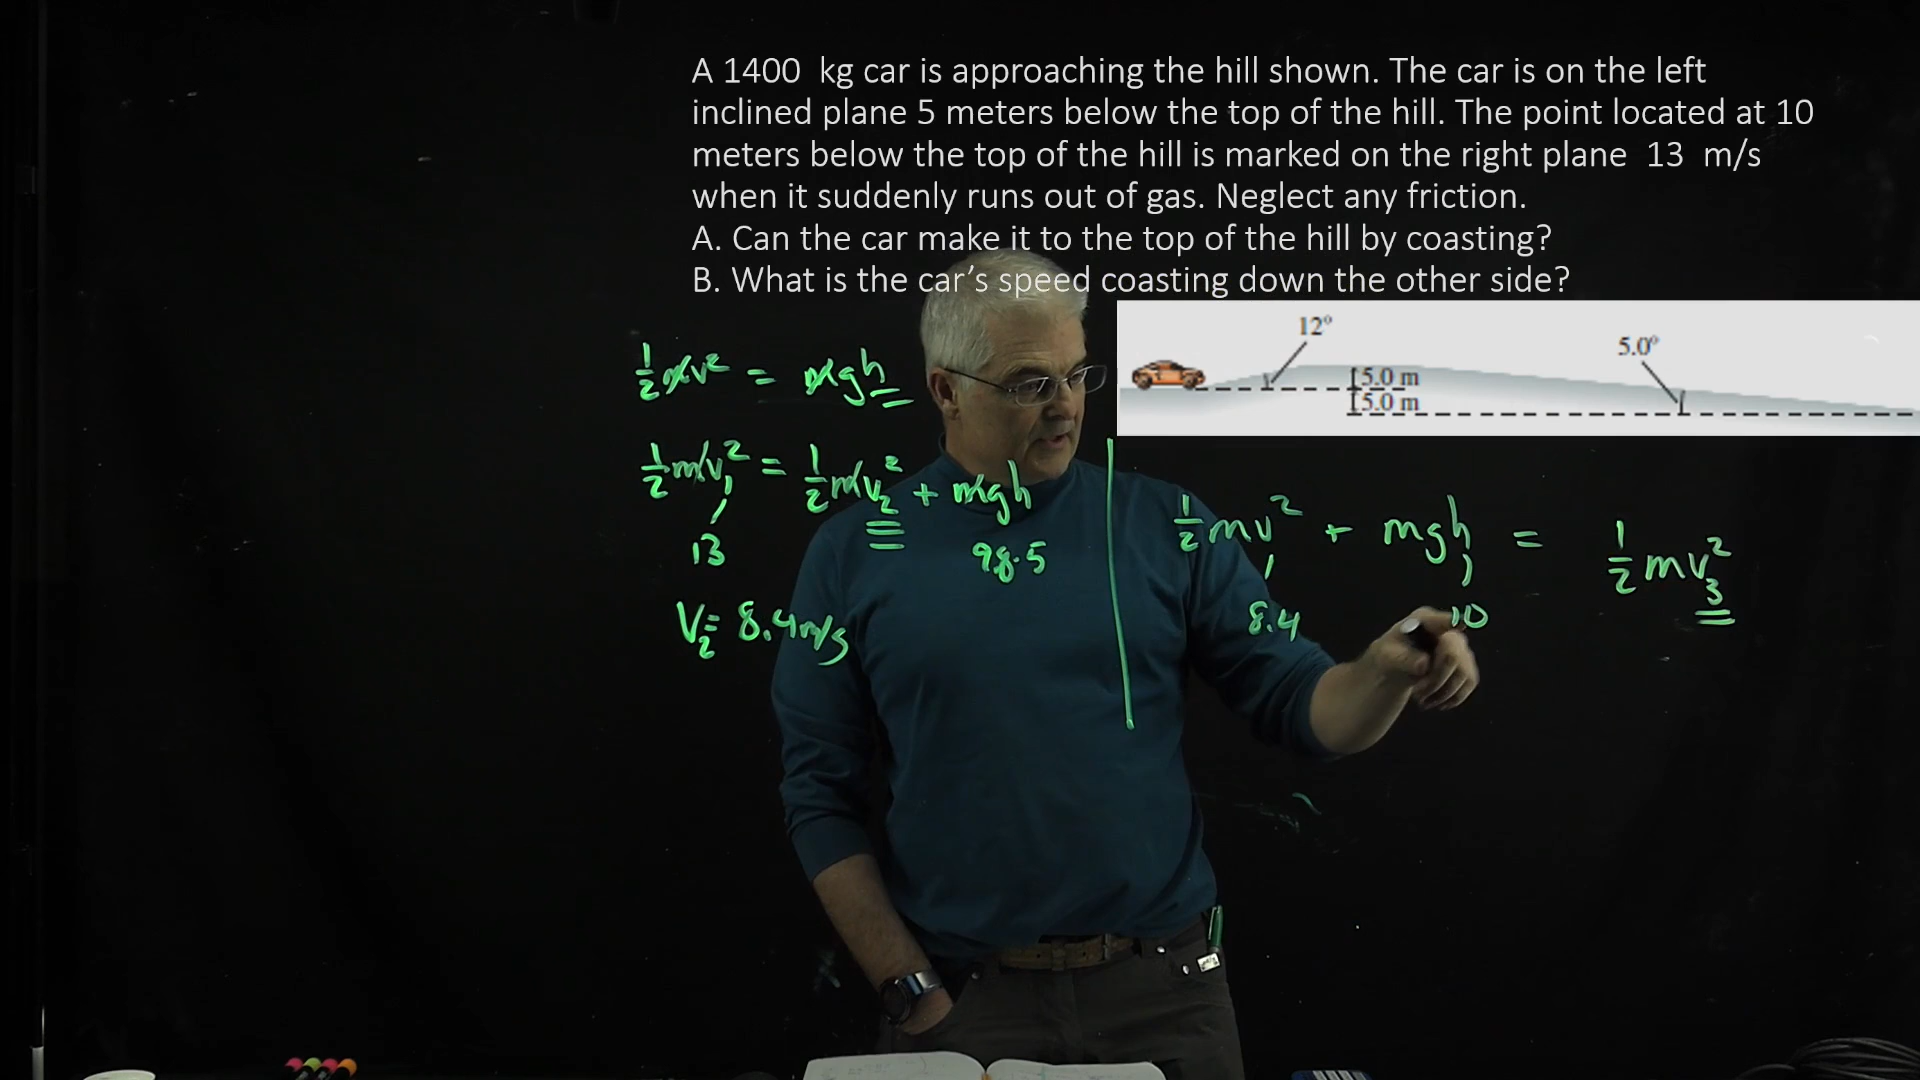 A 1400 kg car is approaching the hill shown. The car is on the left
inclined plane 5 meters below the top of the hill. The point located at 10
meters below the top of the hill is marked on the right plane 13 m/s
when it suddenly runs out of gas. Neglect any friction.
A. Can the car make it to the top of the hill by coasting?
B. What is the car’s speed coasting down the other side?
12°
5.0°
5.0 m
5.0 m
½mv² = mgh
½mv₁² = ½mv₂² + mgh
13
9.8·5
V₂ = 8.4 m/s
½mv² + mgh = ½mv₃²
8.4
10